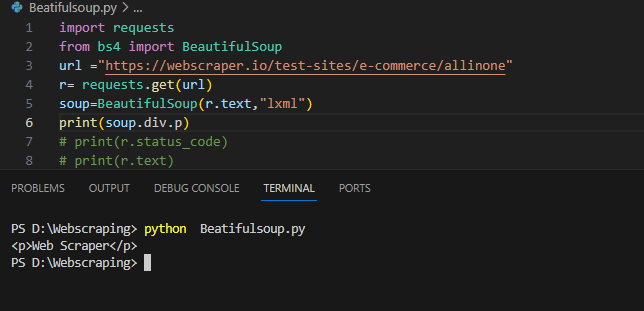 Beatifulsoup.py > ...
1 import requests
2 from bs4 import BeautifulSoup
3 url ="https://webscraper.io/test-sites/e-commerce/allinone"
4 r= requests.get(url)
5 soup=BeautifulSoup(r.text,"lxml")
6 print(soup.div.p)
7 # print(r.status_code)
8 # print(r.text)
PROBLEMS OUTPUT DEBUG CONSOLE TERMINAL PORTS
PS D:\Webscraping> python  Beatifulsoup.py
<p>Web Scraper</p>
PS D:\Webscraping>